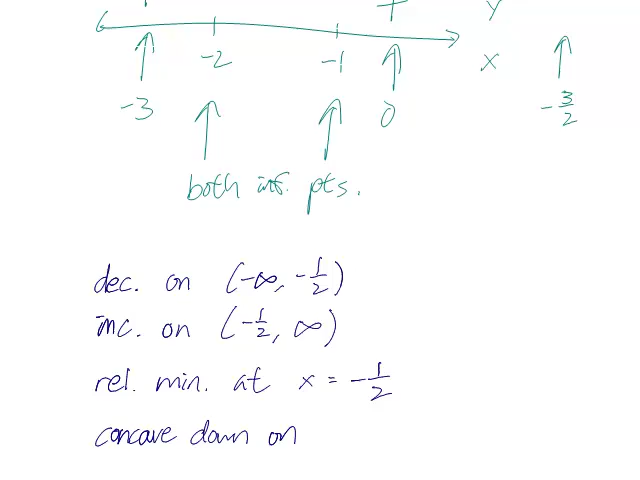 + y
-2 -1 x
-3 0 -3/2
both inf. pts.
dec. on (-∞, -1/2)
inc. on (-1/2, ∞)
rel. min. at x = -1/2
concave down on